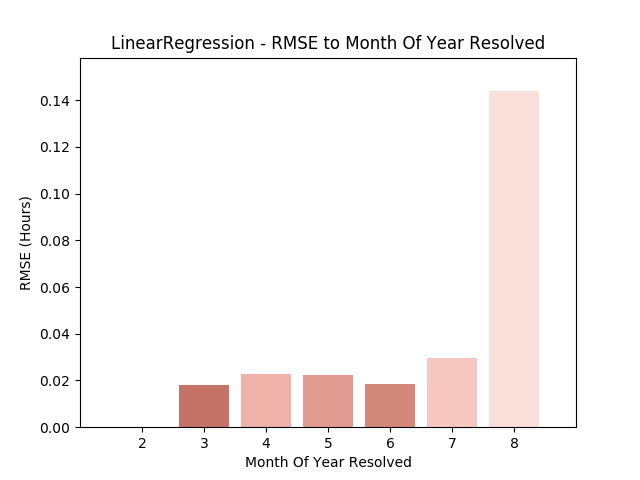 LinearRegression - RMSE to Month Of Year Resolved
0.14
0.12
0.10
0.08
0.06
0.04
0.02
0.00
RMSE (Hours)
2 3 4 5 6 7 8
Month Of Year Resolved